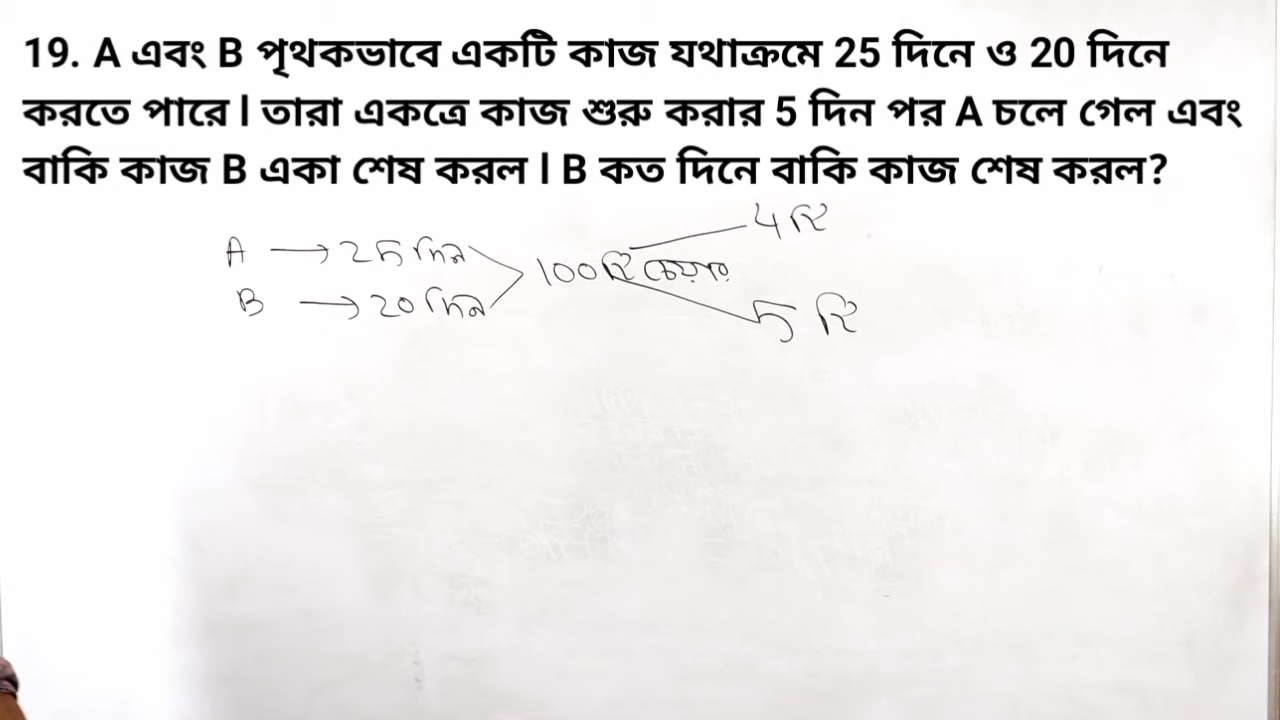 19. A এবং B পৃথকভাবে একটি কাজ যথাক্রমে 25 দিনে ও 20 দিনে
করতে পারে। তারা একত্রে কাজ শুরু করার 5 দিন পর A চলে গেল এবং
বাকি কাজ B একা শেষ করল। B কত দিনে বাকি কাজ শেষ করল?
4 টি
A → 25 দিন
100 টি চেয়ার
B → 20 দিন
5 টি